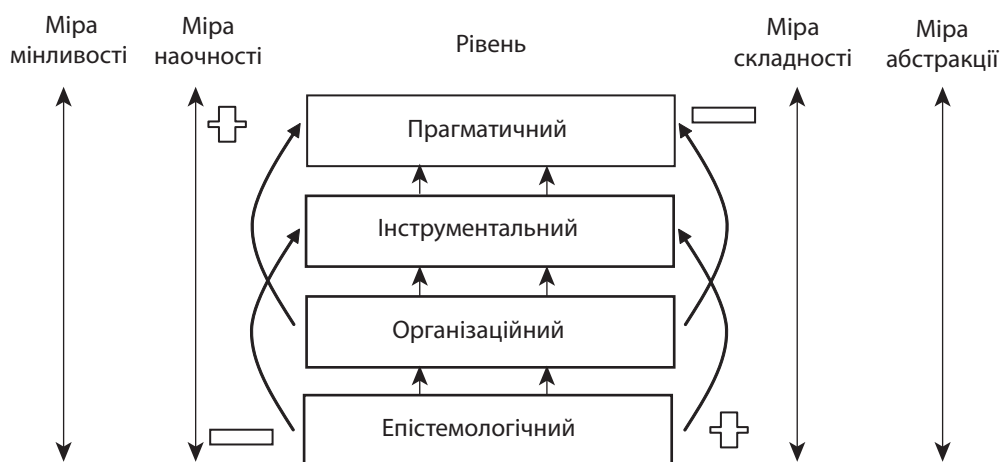 Міра
мінливості
Міра
наочності
Рівень
Міра
складності
Міра
абстракції
Прагматичний
Інструментальний
Організаційний
Епістемологічний